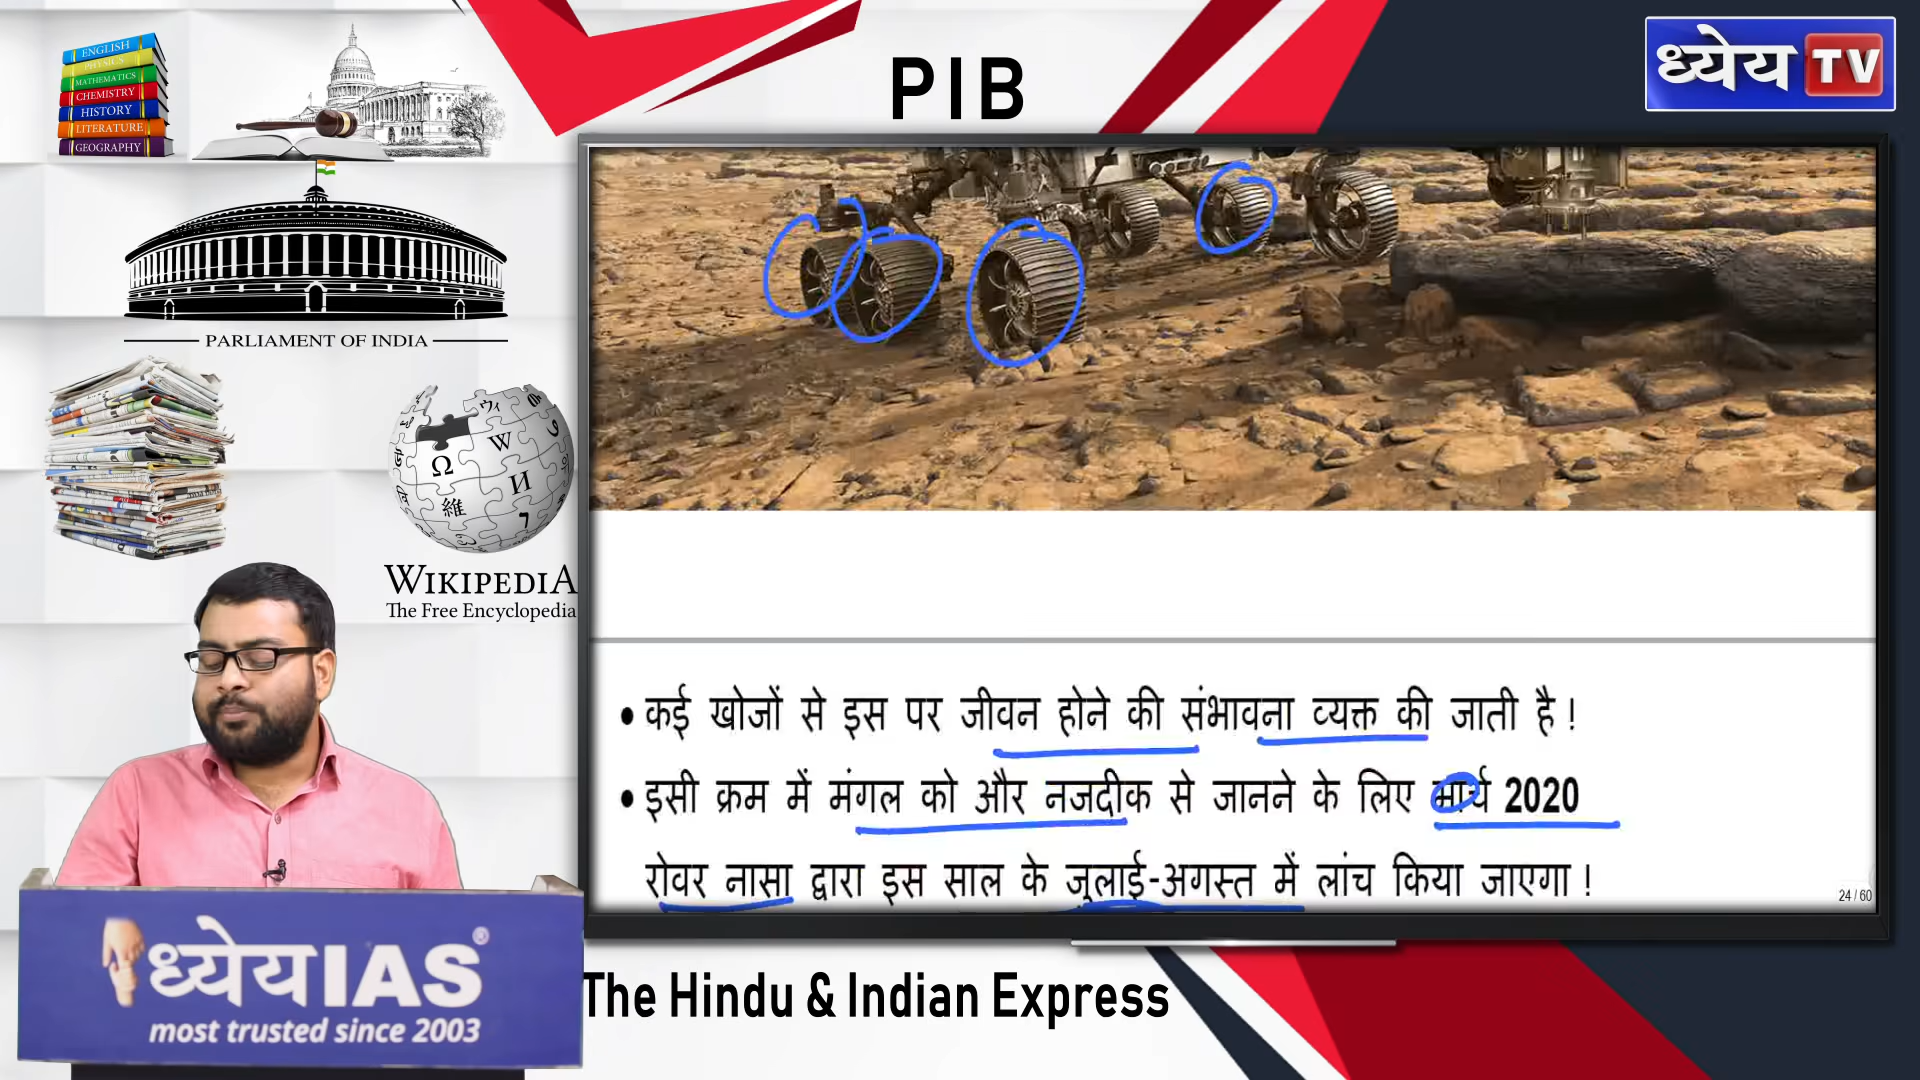 ENGLISH
PHYSICS
MATHEMATICS
CHEMISTRY
HISTORY
LITERATURE
GEOGRAPHY
PIB
ध्येय TV
PARLIAMENT OF INDIA
WIKIPEDIA
The Free Encyclopedia
• कई खोजों से इस पर जीवन होने की संभावना व्यक्त की जाती है !
• इसी क्रम में मंगल को और नजदीक से जानने के लिए मार्च 2020
रोवर नासा द्वारा इस साल के जुलाई-अगस्त में लांच किया जाएगा !
24 / 60
ध्येय IAS®
most trusted since 2003
The Hindu & Indian Express